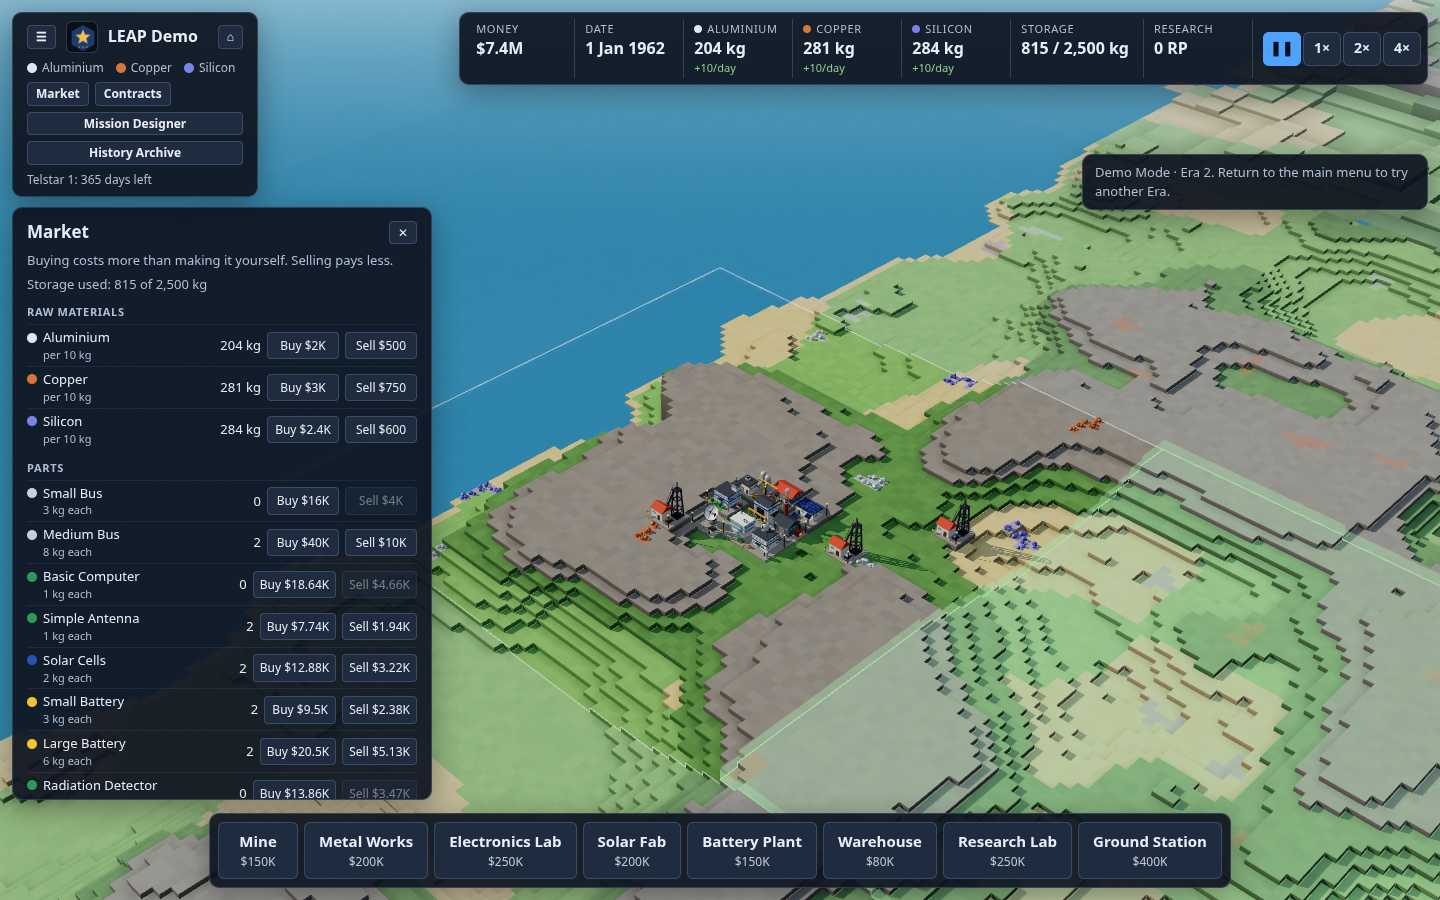 LEAP Demo
Aluminium Copper Silicon
Market Contracts
Mission Designer
History Archive
Telstar 1: 365 days left
MONEY
$7.4M
DATE
1 Jan 1962
ALUMINIUM
204 kg
+10/day
COPPER
281 kg
+10/day
SILICON
284 kg
+10/day
STORAGE
815 / 2,500 kg
RESEARCH
0 RP
1× 2× 4×
Demo Mode · Era 2. Return to the main menu to try
another Era.
Market
Buying costs more than making it yourself. Selling pays less.
Storage used: 815 of 2,500 kg
RAW MATERIALS
Aluminium
per 10 kg
204 kg Buy $2K Sell $500
Copper
per 10 kg
281 kg Buy $3K Sell $750
Silicon
per 10 kg
284 kg Buy $2.4K Sell $600
PARTS
Small Bus
3 kg each
0 Buy $16K Sell $4K
Medium Bus
8 kg each
2 Buy $40K Sell $10K
Basic Computer
1 kg each
0 Buy $18.64K Sell $4.66K
Simple Antenna
1 kg each
2 Buy $7.74K Sell $1.94K
Solar Cells
2 kg each
2 Buy $12.88K Sell $3.22K
Small Battery
3 kg each
2 Buy $9.5K Sell $2.38K
Large Battery
6 kg each
2 Buy $20.5K Sell $5.13K
Radiation Detector
0 Buy $13.86K Sell $3.47K
Mine
$150K
Metal Works
$200K
Electronics Lab
$250K
Solar Fab
$200K
Battery Plant
$150K
Warehouse
$80K
Research Lab
$250K
Ground Station
$400K